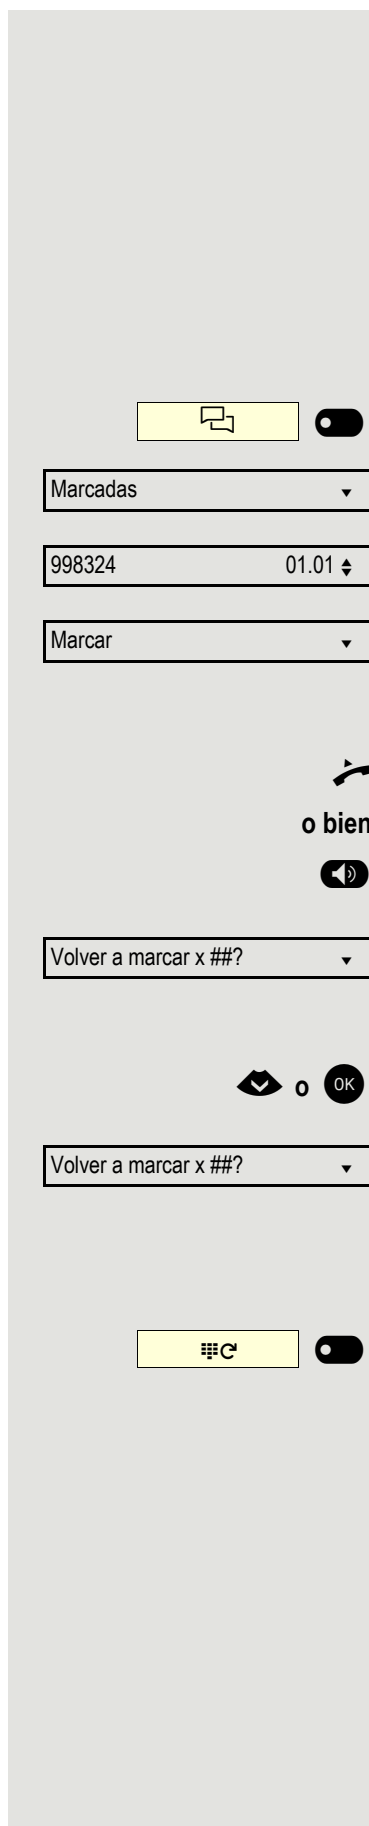 Marcadas
998324 01.01
Marcar
o bien
Volver a marcar x ##?
o OK
Volver a marcar x ##?